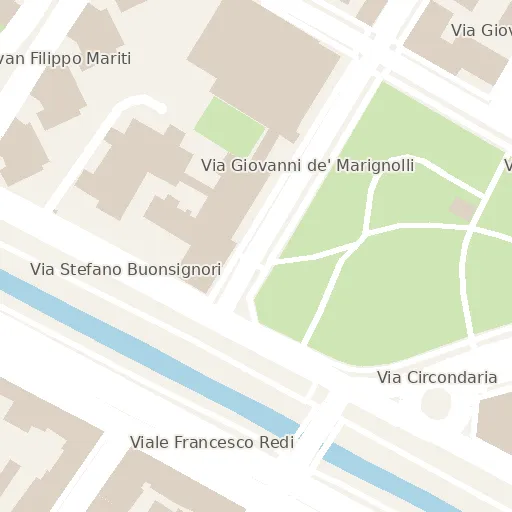 Via Giov
van Filippo Mariti
Via Giovanni de' Marignolli
V
Via Stefano Buonsignori
Via Circondaria
Viale Francesco Redi